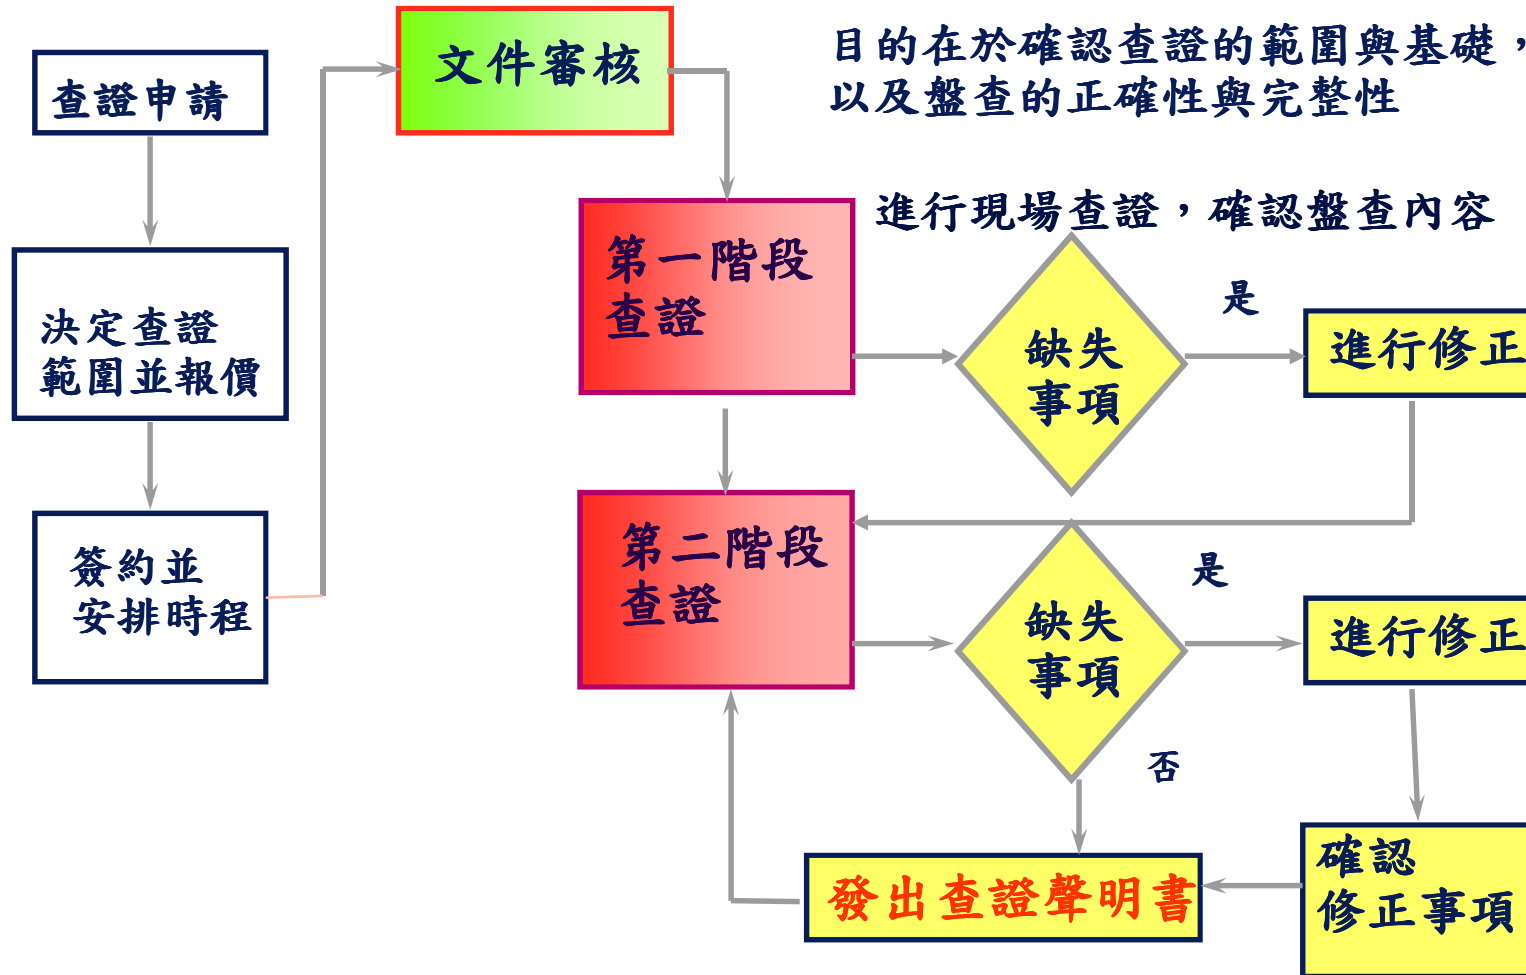 查證申請
決定查證
範圍並報價
簽約並
安排時程
文件審核
目的在於確認查證的範圍與基礎，
以及盤查的正確性與完整性
進行現場查證，確認盤查內容
第一階段
查證
缺失
事項
是
進行修正
第二階段
查證
缺失
事項
是
進行修正
否
發出查證聲明書
確認
修正事項